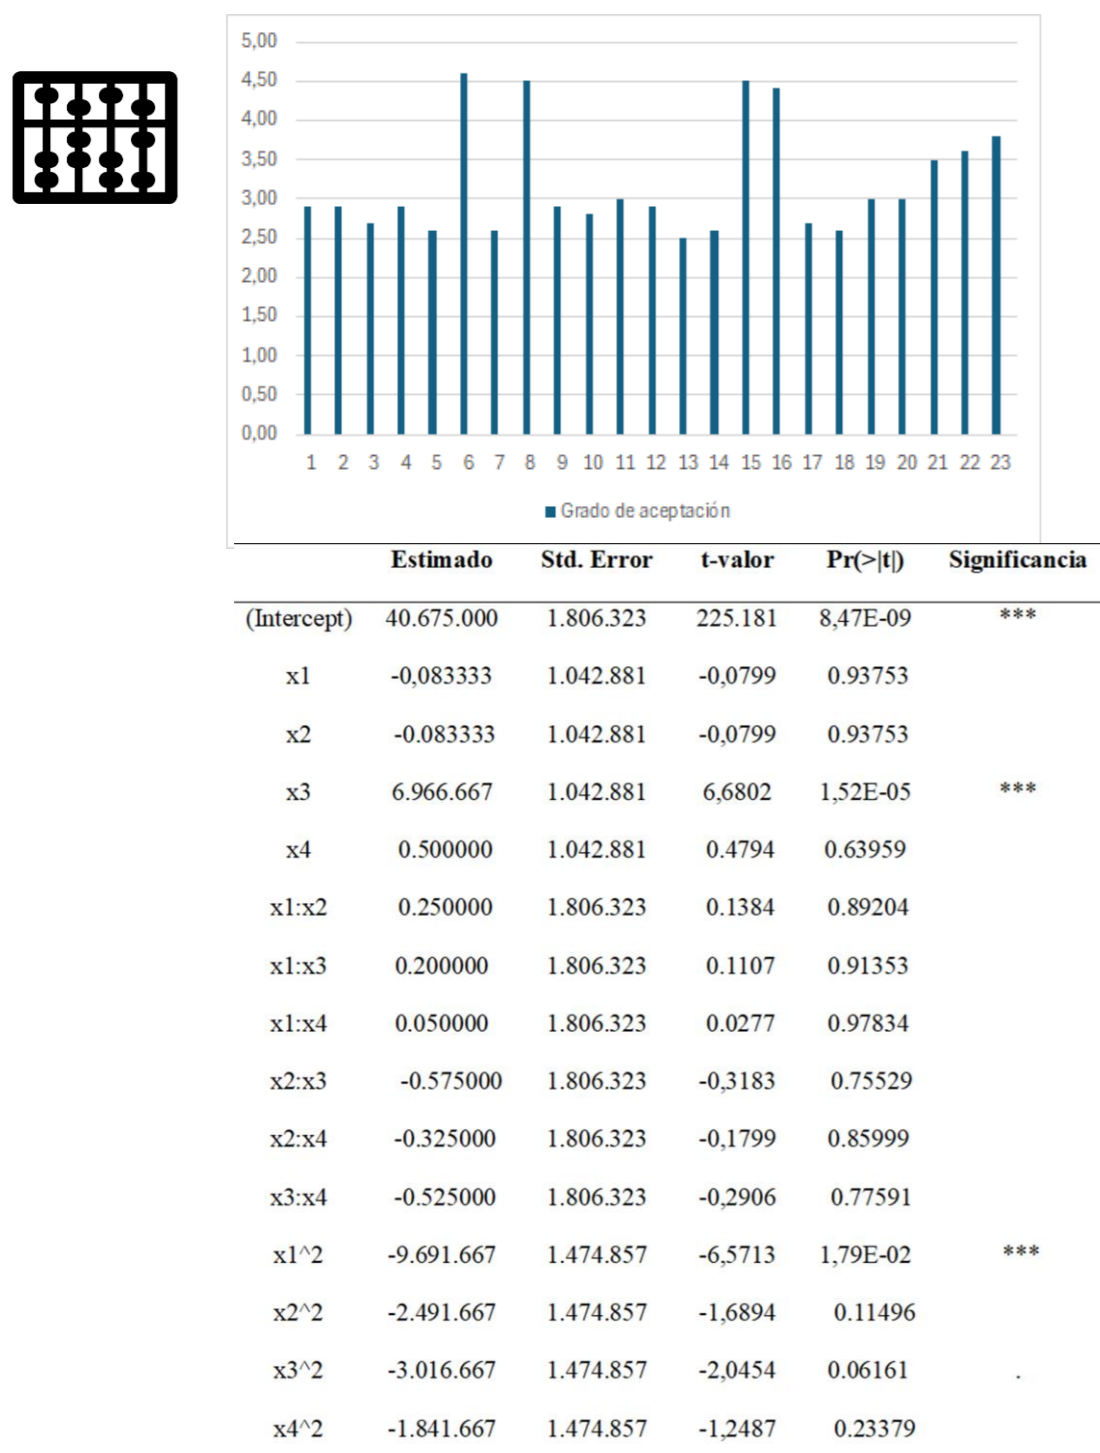 5,00
4,50
4,00
3,50
3,00
2,50
2,00
1,50
1,00
0,50
0,00
1 2 3 4 5 6 7 8 9 10 11 12 13 14 15 16 17 18 19 20 21 22 23
Grado de aceptación
Estimado Std. Error t-valor Pr(>|t|) Significancia
(Intercept) 40.675.000 1.806.323 225.181 8,47E-09 ***
x1 -0,083333 1.042.881 -0,0799 0.93753
x2 -0.083333 1.042.881 -0,0799 0.93753
x3 6.966.667 1.042.881 6,6802 1,52E-05 ***
x4 0.500000 1.042.881 0.4794 0.63959
x1:x2 0.250000 1.806.323 0.1384 0.89204
x1:x3 0.200000 1.806.323 0.1107 0.91353
x1:x4 0.050000 1.806.323 0.0277 0.97834
x2:x3 -0.575000 1.806.323 -0,3183 0.75529
x2:x4 -0.325000 1.806.323 -0,1799 0.85999
x3:x4 -0.525000 1.806.323 -0,2906 0.77591
x1^2 -9.691.667 1.474.857 -6,5713 1,79E-02 ***
x2^2 -2.491.667 1.474.857 -1,6894 0.11496
x3^2 -3.016.667 1.474.857 -2,0454 0.06161 .
x4^2 -1.841.667 1.474.857 -1,2487 0.23379